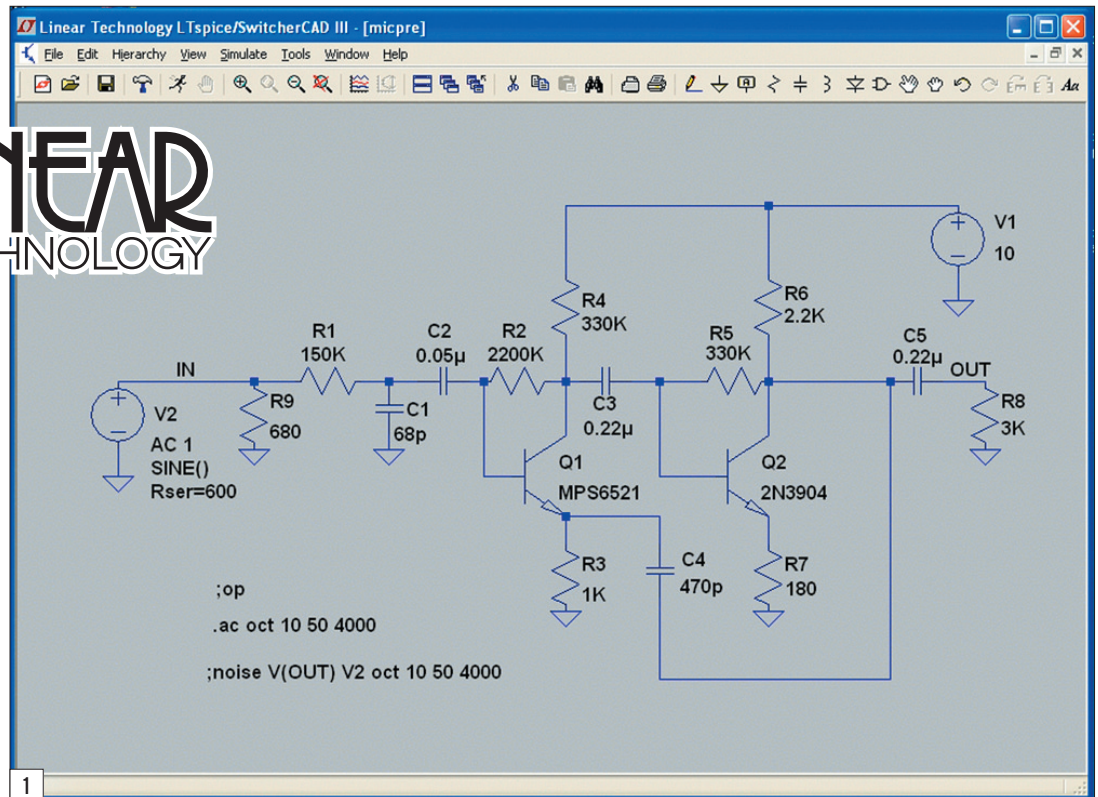 Linear Technology LTspice/SwitcherCAD III - [micpre]
File Edit Hierarchy View Simulate Tools Window Help
Aa
NEAR
HNOLOGY
V1
10
R4
330K
R6
2.2K
R1
150K
C2
0.05µ
R2
2200K
R5
330K
C5
0.22µ
IN
OUT
V2
AC 1
SINE()
Rser=600
R9
680
C1
68p
C3
0.22µ
R8
3K
Q1
MPS6521
Q2
2N3904
R3
1K
C4
470p
R7
180
;op
.ac oct 10 50 4000
;noise V(OUT) V2 oct 10 50 4000
1